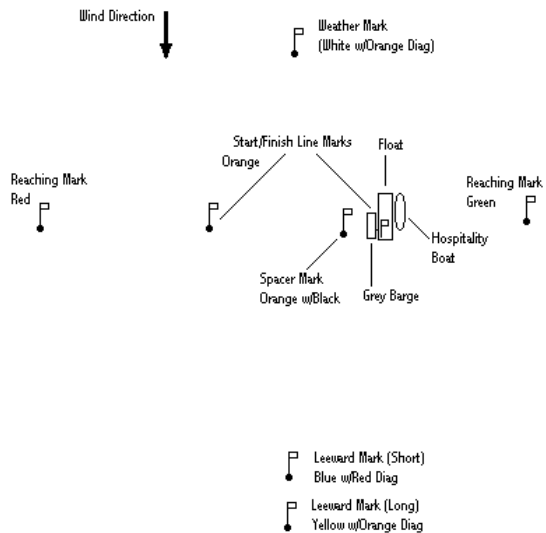 Wind Direction
Weather Mark
(White w/Orange Diag)
Start/Finish Line Marks
Orange
Float
Reaching Mark
Red
Reaching Mark
Green
Hospitality
Boat
Spacer Mark
Orange w/Black
Grey Barge
Leeward Mark (Short)
Blue w/Red Diag
Leeward Mark (Long)
Yellow w/Orange Diag